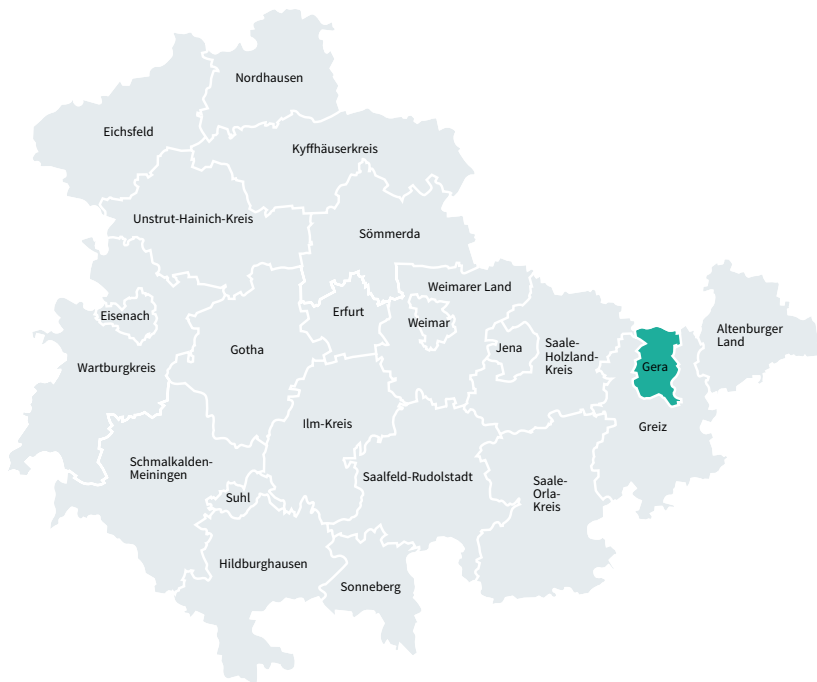 Nordhausen
Eichsfeld
Kyffhäuserkreis
Unstrut-Hainich-Kreis
Sömmerda
Weimarer Land
Eisenach
Erfurt
Weimar
Altenburger
Land
Gotha
Jena
Saale-
Holzland-
Kreis
Wartburgkreis
Gera
Ilm-Kreis
Greiz
Schmalkalden-
Meiningen
Saalfeld-Rudolstadt
Saale-
Orla-
Kreis
Suhl
Hildburghausen
Sonneberg